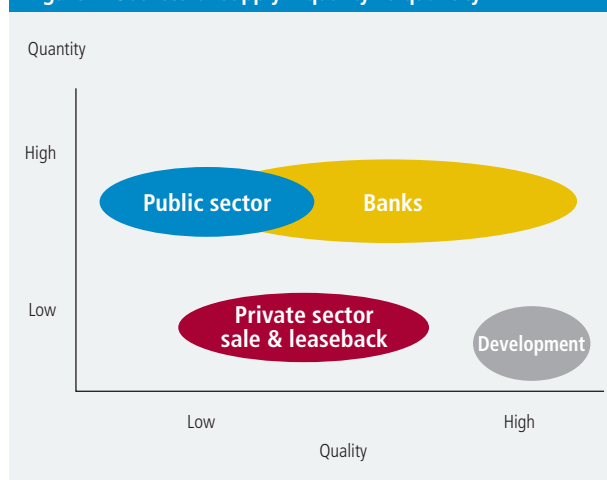 Quantity
High
Public sector
Banks
Low
Private sector
sale & leaseback
Development
Low
High
Quality